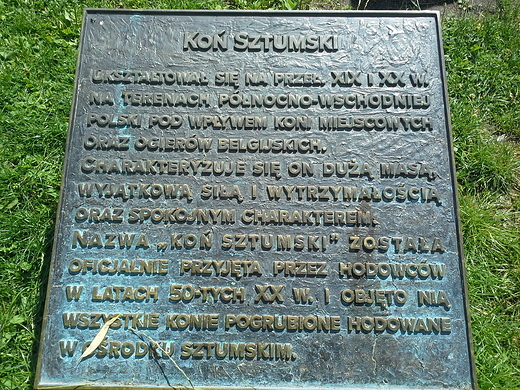 KOŃ SZTUMSKI
UKSZTAŁTOWAŁ SIĘ NA PRZEŁ. XIX I XX W.
NA TERENACH PÓŁNOCNO-WSCHODNIEJ
POLSKI POD WPŁYWEM KONI MIEJSCOWYCH
ORAZ OGIERÓW BELGIJSKICH.
CHARAKTERYZUJE SIĘ ON DUŻĄ MASĄ,
WYJĄTKOWĄ SIŁĄ I WYTRZYMAŁOŚCIĄ
ORAZ SPOKOJNYM CHARAKTEREM.
NAZWA „KOŃ SZTUMSKI" ZOSTAŁA
OFICJALNIE PRZYJĘTA PRZEZ HODOWCÓW
W LATACH 50-TYCH XX W. I OBJĘTO NIĄ
WSZYSTKIE KONIE POGRUBIONE HODOWANE
W OŚRODKU SZTUMSKIM.